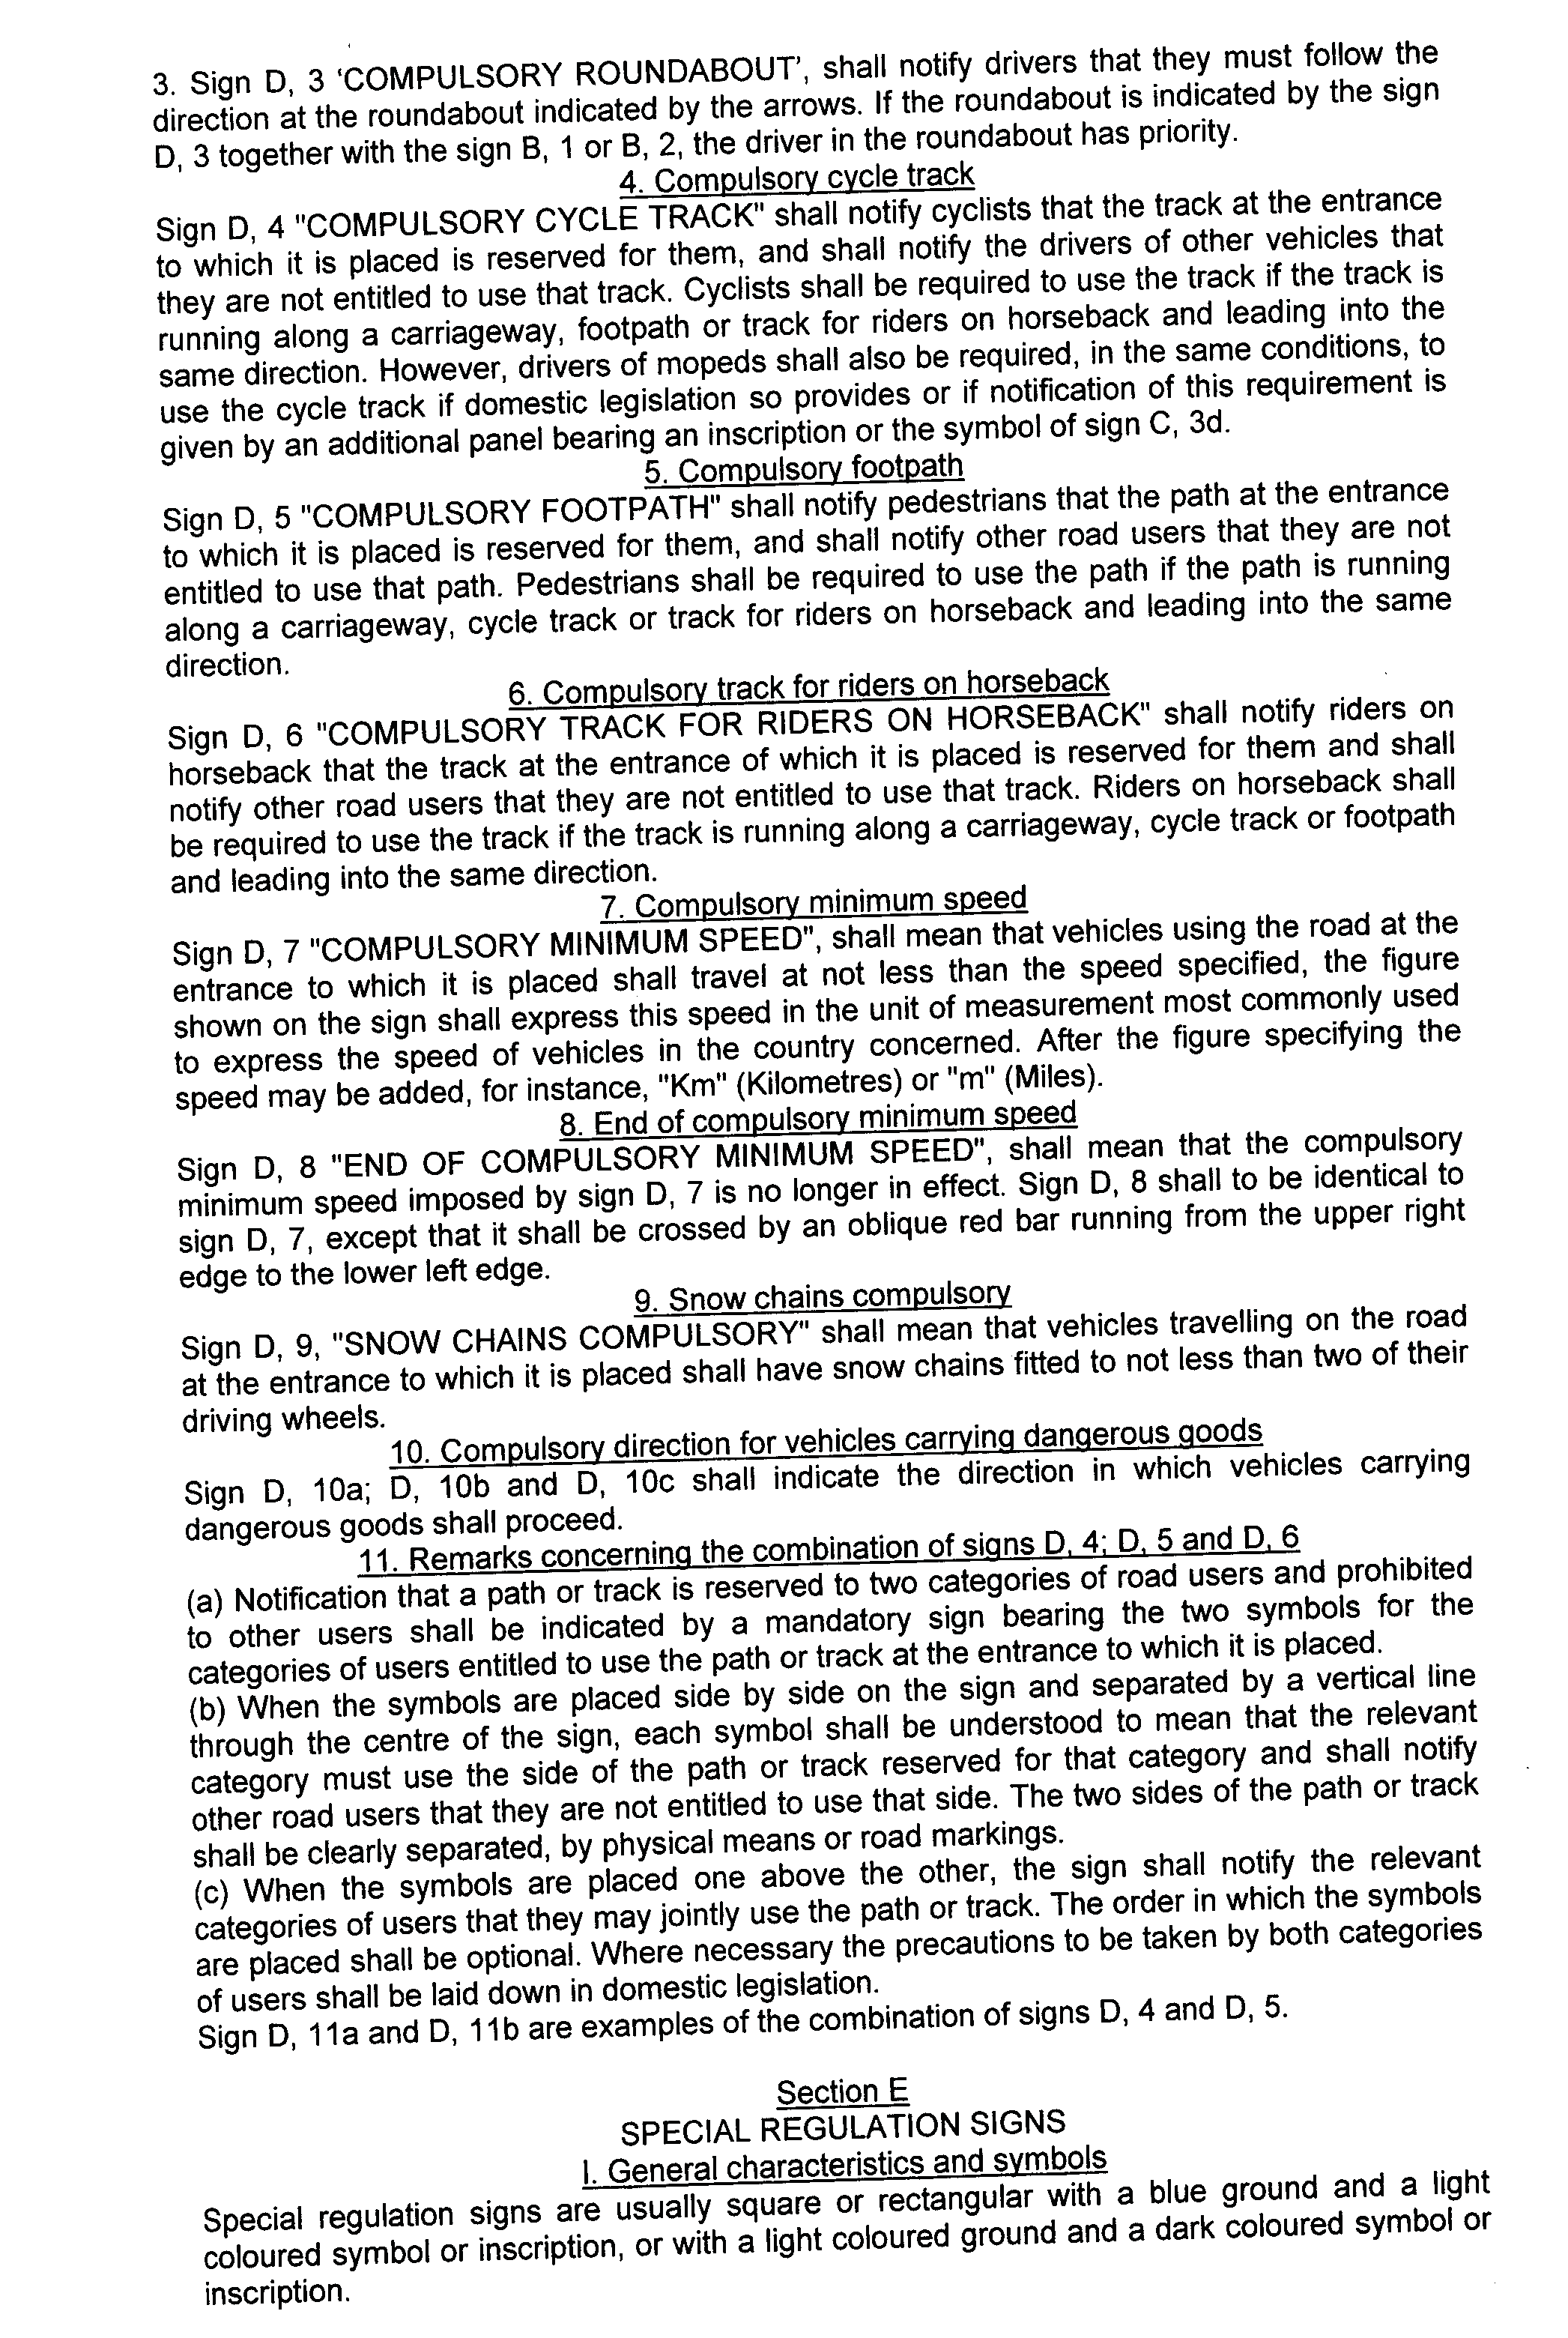 3. Sign D, 3 ‘COMPULSORY ROUNDABOUT’, shall notify drivers that they must follow the
direction at the roundabout indicated by the arrows. If the roundabout is indicated by the sign
D, 3 together with the sign B, 1 or B, 2, the driver in the roundabout has priority.
4. Compulsory cycle track
Sign D, 4 "COMPULSORY CYCLE TRACK" shall notify cyclists that the track at the entrance
to which it is placed is reserved for them, and shall notify the drivers of other vehicles that
they are not entitled to use that track. Cyclists shall be required to use the track if the track is
running along a carriageway, footpath or track for riders on horseback and leading into the
same direction. However, drivers of mopeds shall also be required, in the same conditions, to
use the cycle track if domestic legislation so provides or if notification of this requirement is
given by an additional panel bearing an inscription or the symbol of sign C, 3d.
5. Compulsory footpath
Sign D, 5 "COMPULSORY FOOTPATH" shall notify pedestrians that the path at the entrance
to which it is placed is reserved for them, and shall notify other road users that they are not
entitled to use that path. Pedestrians shall be required to use the path if the path is running
along a carriageway, cycle track or track for riders on horseback and leading into the same
direction.
6. Compulsory track for riders on horseback
Sign D, 6 "COMPULSORY TRACK FOR RIDERS ON HORSEBACK" shall notify riders on
horseback that the track at the entrance of which it is placed is reserved for them and shall
notify other road users that they are not entitled to use that track. Riders on horseback shall
be required to use the track if the track is running along a carriageway, cycle track or footpath
and leading into the same direction.
7. Compulsory minimum speed
Sign D, 7 "COMPULSORY MINIMUM SPEED", shall mean that vehicles using the road at the
entrance to which it is placed shall travel at not less than the speed specified, the figure
shown on the sign shall express this speed in the unit of measurement most commonly used
to express the speed of vehicles in the country concerned. After the figure specifying the
speed may be added, for instance, "Km" (Kilometres) or "m" (Miles).
8. End of compulsory minimum speed
Sign D, 8 "END OF COMPULSORY MINIMUM SPEED", shall mean that the compulsory
minimum speed imposed by sign D, 7 is no longer in effect. Sign D, 8 shall to be identical to
sign D, 7, except that it shall be crossed by an oblique red bar running from the upper right
edge to the lower left edge.
9. Snow chains compulsory
Sign D, 9, "SNOW CHAINS COMPULSORY" shall mean that vehicles travelling on the road
at the entrance to which it is placed shall have snow chains fitted to not less than two of their
driving wheels.
10. Compulsory direction for vehicles carrying dangerous goods
Sign D, 10a; D, 10b and D, 10c shall indicate the direction in which vehicles carrying
dangerous goods shall proceed.
11. Remarks concerning the combination of signs D, 4; D, 5 and D, 6
(a) Notification that a path or track is reserved to two categories of road users and prohibited
to other users shall be indicated by a mandatory sign bearing the two symbols for the
categories of users entitled to use the path or track at the entrance to which it is placed.
(b) When the symbols are placed side by side on the sign and separated by a vertical line
through the centre of the sign, each symbol shall be understood to mean that the relevant
category must use the side of the path or track reserved for that category and shall notify
other road users that they are not entitled to use that side. The two sides of the path or track
shall be clearly separated, by physical means or road markings.
(c) When the symbols are placed one above the other, the sign shall notify the relevant
categories of users that they may jointly use the path or track. The order in which the symbols
are placed shall be optional. Where necessary the precautions to be taken by both categories
of users shall be laid down in domestic legislation.
Sign D, 11a and D, 11b are examples of the combination of signs D, 4 and D, 5.
Section E
SPECIAL REGULATION SIGNS
I. General characteristics and symbols
Special regulation signs are usually square or rectangular with a blue ground and a light
coloured symbol or inscription, or with a light coloured ground and a dark coloured symbol or
inscription.